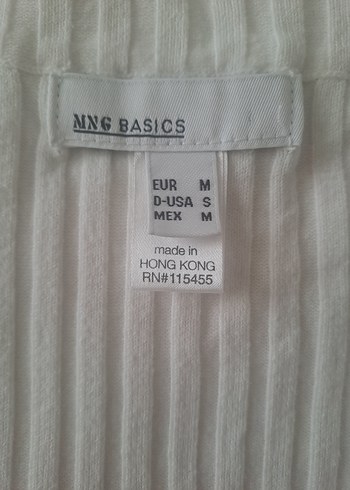 MNG BASICS
EUR M
D-USA S
MEX M
made in
HONG KONG
RN#115455